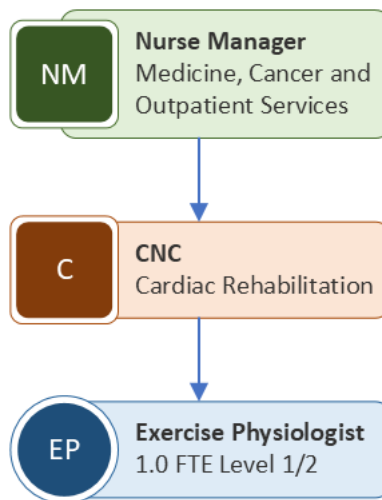 NM
Nurse Manager
Medicine, Cancer and
Outpatient Services
C
CNC
Cardiac Rehabilitation
EP
Exercise Physiologist
1.0 FTE Level 1/2